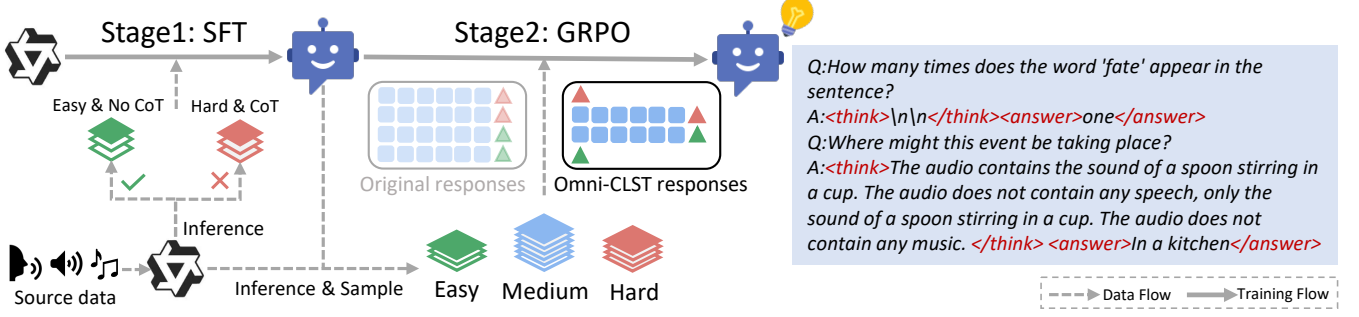 Stage1: SFT
Stage2: GRPO
Easy & No CoT
Hard & CoT
Original responses
Omni-CLST responses
Inference
Source data
Inference & Sample
Easy
Medium
Hard
Q:How many times does the word 'fate' appear in the
sentence?
A:<think>\n\n</think><answer>one</answer>
Q:Where might this event be taking place?
A:<think>The audio contains the sound of a spoon stirring in
a cup. The audio does not contain any speech, only the
sound of a spoon stirring in a cup. The audio does not
contain any music. </think> <answer>In a kitchen</answer>
Data Flow
Training Flow